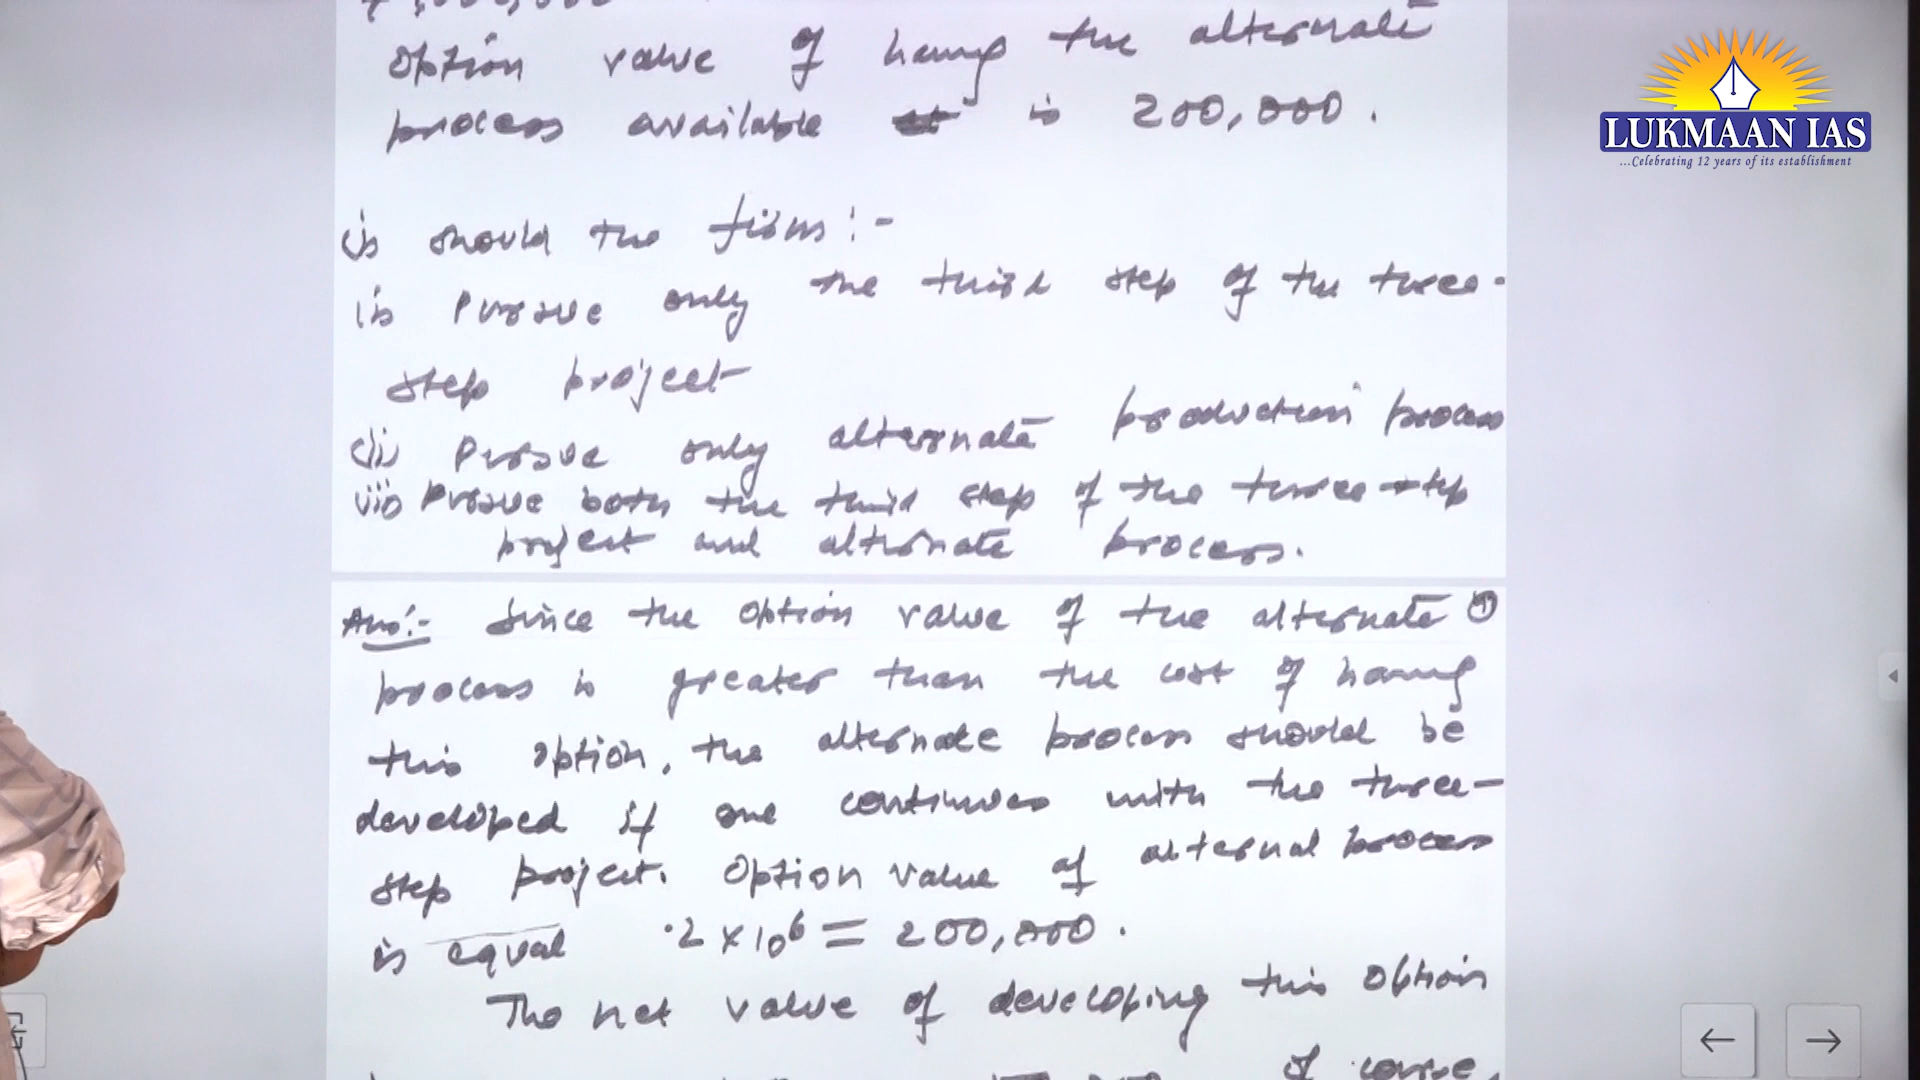 option value of having the alternate
process available is 200,000.
(i) should the firm:-
(i) Pursue only the third step of the three-
step project
(ii) Pursue only alternate production process
(iii) Pursue both the third step of the three step
project and alternate process.
Ans:- Since the option value of the alternate
process is greater than the cost of having
this option, the alternate process should be
developed if one continues with the three-
step project. Option value of alternal process
is equal .2 x 10⁶ = 200,000.
The net value of developing this option
of course,
LUKMAAN IAS
...Celebrating 12 years of its establishment